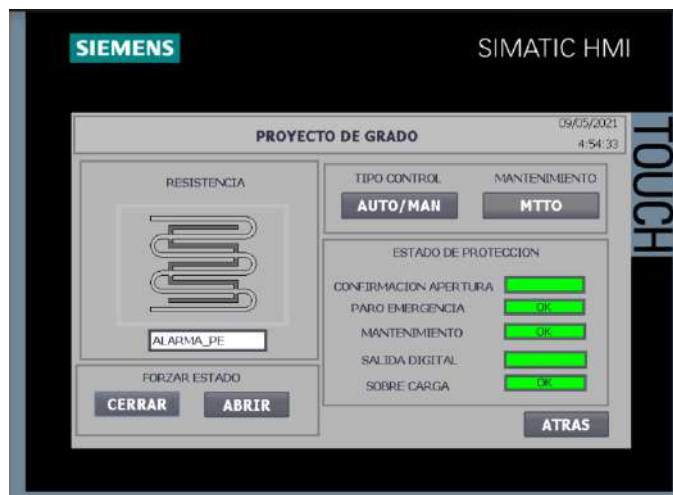 SIEMENS
SIMATIC HMI
TOUCH
PROYECTO DE GRADO
09/05/2021
4:54:33
RESISTENCIA
ALARMA_PE
FORZAR ESTADO
CERRAR ABRIR
TIPO CONTROL MANTENIMIENTO
AUTO/MAN MTTO
ESTADO DE PROTECCION
CONFIRMACION APERTURA
PARO EMERGENCIA OK
MANTENIMIENTO OK
SALIDA DIGITAL
SOBRE CARGA OK
ATRAS